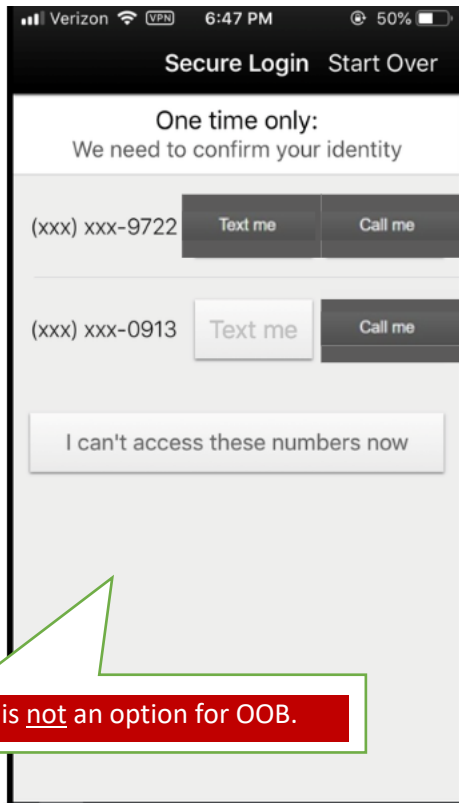 Verizon VPN 6:47 PM 50%
Secure Login Start Over
One time only:
We need to confirm your identity
(xxx) xxx-9722 Text me Call me
(xxx) xxx-0913 Text me Call me
I can't access these numbers now
is not an option for OOB.